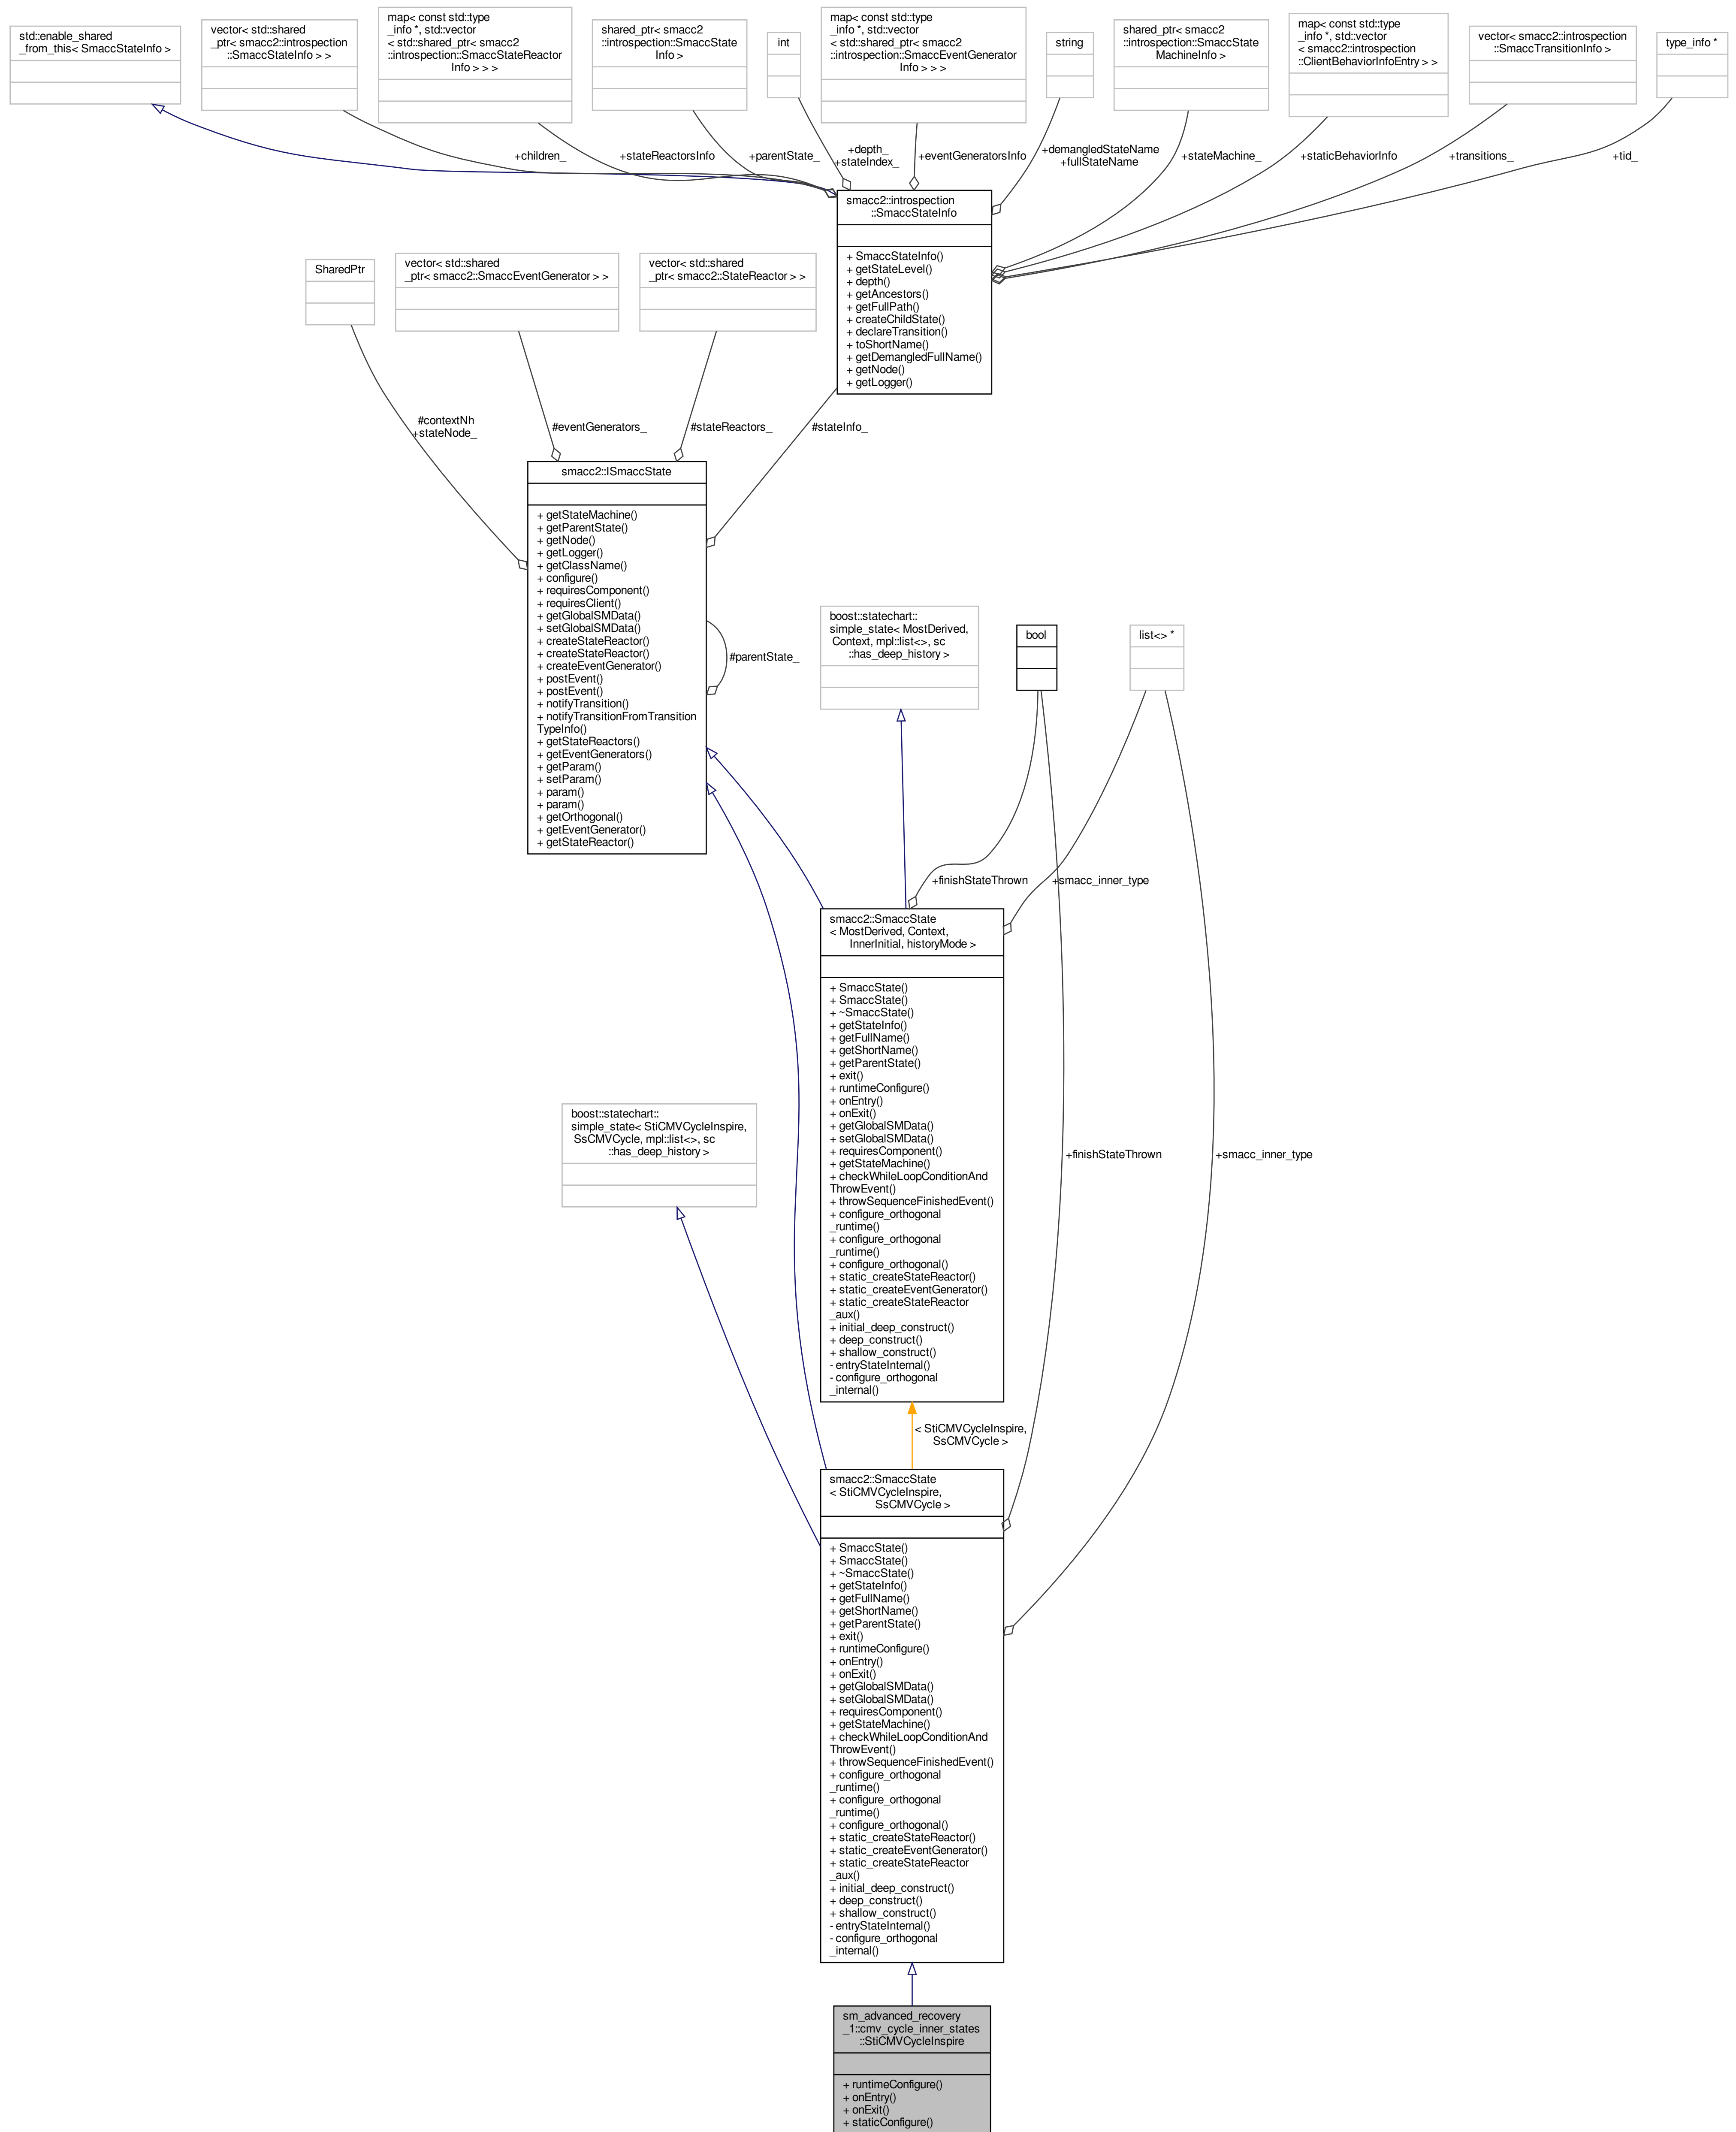 std::enable_shared
_from_this< SmaccStateInfo >
vector< std::shared
_ptr< smacc2::introspection
::SmaccStateInfo > >
map< const std::type
_info *, std::vector
< std::shared_ptr< smacc2
::introspection::SmaccStateReactor
Info > > >
shared_ptr< smacc2
::introspection::SmaccState
Info >
int
map< const std::type
_info *, std::vector
< std::shared_ptr< smacc2
::introspection::SmaccEventGenerator
Info > > >
string
shared_ptr< smacc2
::introspection::SmaccState
MachineInfo >
map< const std::type
_info *, std::vector
< smacc2::introspection
::ClientBehaviorInfoEntry > >
vector< smacc2::introspection
::SmaccTransitionInfo >
type_info *
+children_
+stateReactorsInfo
+parentState_
+depth_
+stateIndex_
+eventGeneratorsInfo
+demangledStateName
+fullStateName
+stateMachine_
+staticBehaviorInfo
+transitions_
+tid_
smacc2::introspection
::SmaccStateInfo
+ SmaccStateInfo()
+ getStateLevel()
+ depth()
+ getAncestors()
+ getFullPath()
+ createChildState()
+ declareTransition()
+ toShortName()
+ getDemangledFullName()
+ getNode()
+ getLogger()
SharedPtr
vector< std::shared
_ptr< smacc2::SmaccEventGenerator > >
vector< std::shared
_ptr< smacc2::StateReactor > >
#contextNh
+stateNode_
#eventGenerators_
#stateReactors_
#stateInfo_
smacc2::ISmaccState
+ getStateMachine()
+ getParentState()
+ getNode()
+ getLogger()
+ getClassName()
+ configure()
+ requiresComponent()
+ requiresClient()
+ getGlobalSMData()
+ setGlobalSMData()
+ createStateReactor()
+ createStateReactor()
+ createEventGenerator()
+ postEvent()
+ postEvent()
+ notifyTransition()
+ notifyTransitionFromTransition
TypeInfo()
+ getStateReactors()
+ getEventGenerators()
+ getParam()
+ setParam()
+ param()
+ param()
+ getOrthogonal()
+ getEventGenerator()
+ getStateReactor()
#parentState_
boost::statechart::
simple_state< MostDerived,
Context, mpl::list<>, sc
::has_deep_history >
bool
list<> *
+finishStateThrown
+smacc_inner_type
smacc2::SmaccState
< MostDerived, Context,
InnerInitial, historyMode >
+ SmaccState()
+ SmaccState()
+ ~SmaccState()
+ getStateInfo()
+ getFullName()
+ getShortName()
+ getParentState()
+ exit()
+ runtimeConfigure()
+ onEntry()
+ onExit()
+ getGlobalSMData()
+ setGlobalSMData()
+ requiresComponent()
+ getStateMachine()
+ checkWhileLoopConditionAnd
ThrowEvent()
+ throwSequenceFinishedEvent()
+ configure_orthogonal
_runtime()
+ configure_orthogonal
_runtime()
+ configure_orthogonal()
+ static_createStateReactor()
+ static_createEventGenerator()
+ static_createStateReactor
_aux()
+ initial_deep_construct()
+ deep_construct()
+ shallow_construct()
- entryStateInternal()
- configure_orthogonal
_internal()
boost::statechart::
simple_state< StiCMVCycleInspire,
SsCMVCycle, mpl::list<>, sc
::has_deep_history >
+finishStateThrown
+smacc_inner_type
< StiCMVCycleInspire,
SsCMVCycle >
smacc2::SmaccState
< StiCMVCycleInspire,
SsCMVCycle >
+ SmaccState()
+ SmaccState()
+ ~SmaccState()
+ getStateInfo()
+ getFullName()
+ getShortName()
+ getParentState()
+ exit()
+ runtimeConfigure()
+ onEntry()
+ onExit()
+ getGlobalSMData()
+ setGlobalSMData()
+ requiresComponent()
+ getStateMachine()
+ checkWhileLoopConditionAnd
ThrowEvent()
+ throwSequenceFinishedEvent()
+ configure_orthogonal
_runtime()
+ configure_orthogonal
_runtime()
+ configure_orthogonal()
+ static_createStateReactor()
+ static_createEventGenerator()
+ static_createStateReactor
_aux()
+ initial_deep_construct()
+ deep_construct()
+ shallow_construct()
- entryStateInternal()
- configure_orthogonal
_internal()
sm_advanced_recovery
_1::cmv_cycle_inner_states
::StiCMVCycleInspire
+ runtimeConfigure()
+ onEntry()
+ onExit()
+ staticConfigure()